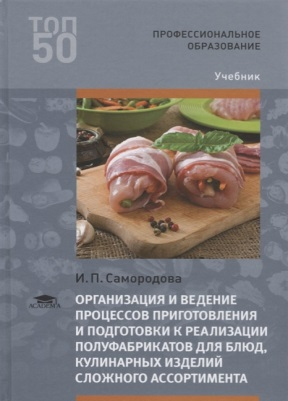 ТОП
50
ПРОФЕССИОНАЛЬНОЕ
ОБРАЗОВАНИЕ
Учебник
И. П. Самородова
ACADEMA
ОРГАНИЗАЦИЯ И ВЕДЕНИЕ
ПРОЦЕССОВ ПРИГОТОВЛЕНИЯ
И ПОДГОТОВКИ К РЕАЛИЗАЦИИ
ПОЛУФАБРИКАТОВ ДЛЯ БЛЮД,
КУЛИНАРНЫХ ИЗДЕЛИЙ
СЛОЖНОГО АССОРТИМЕНТА